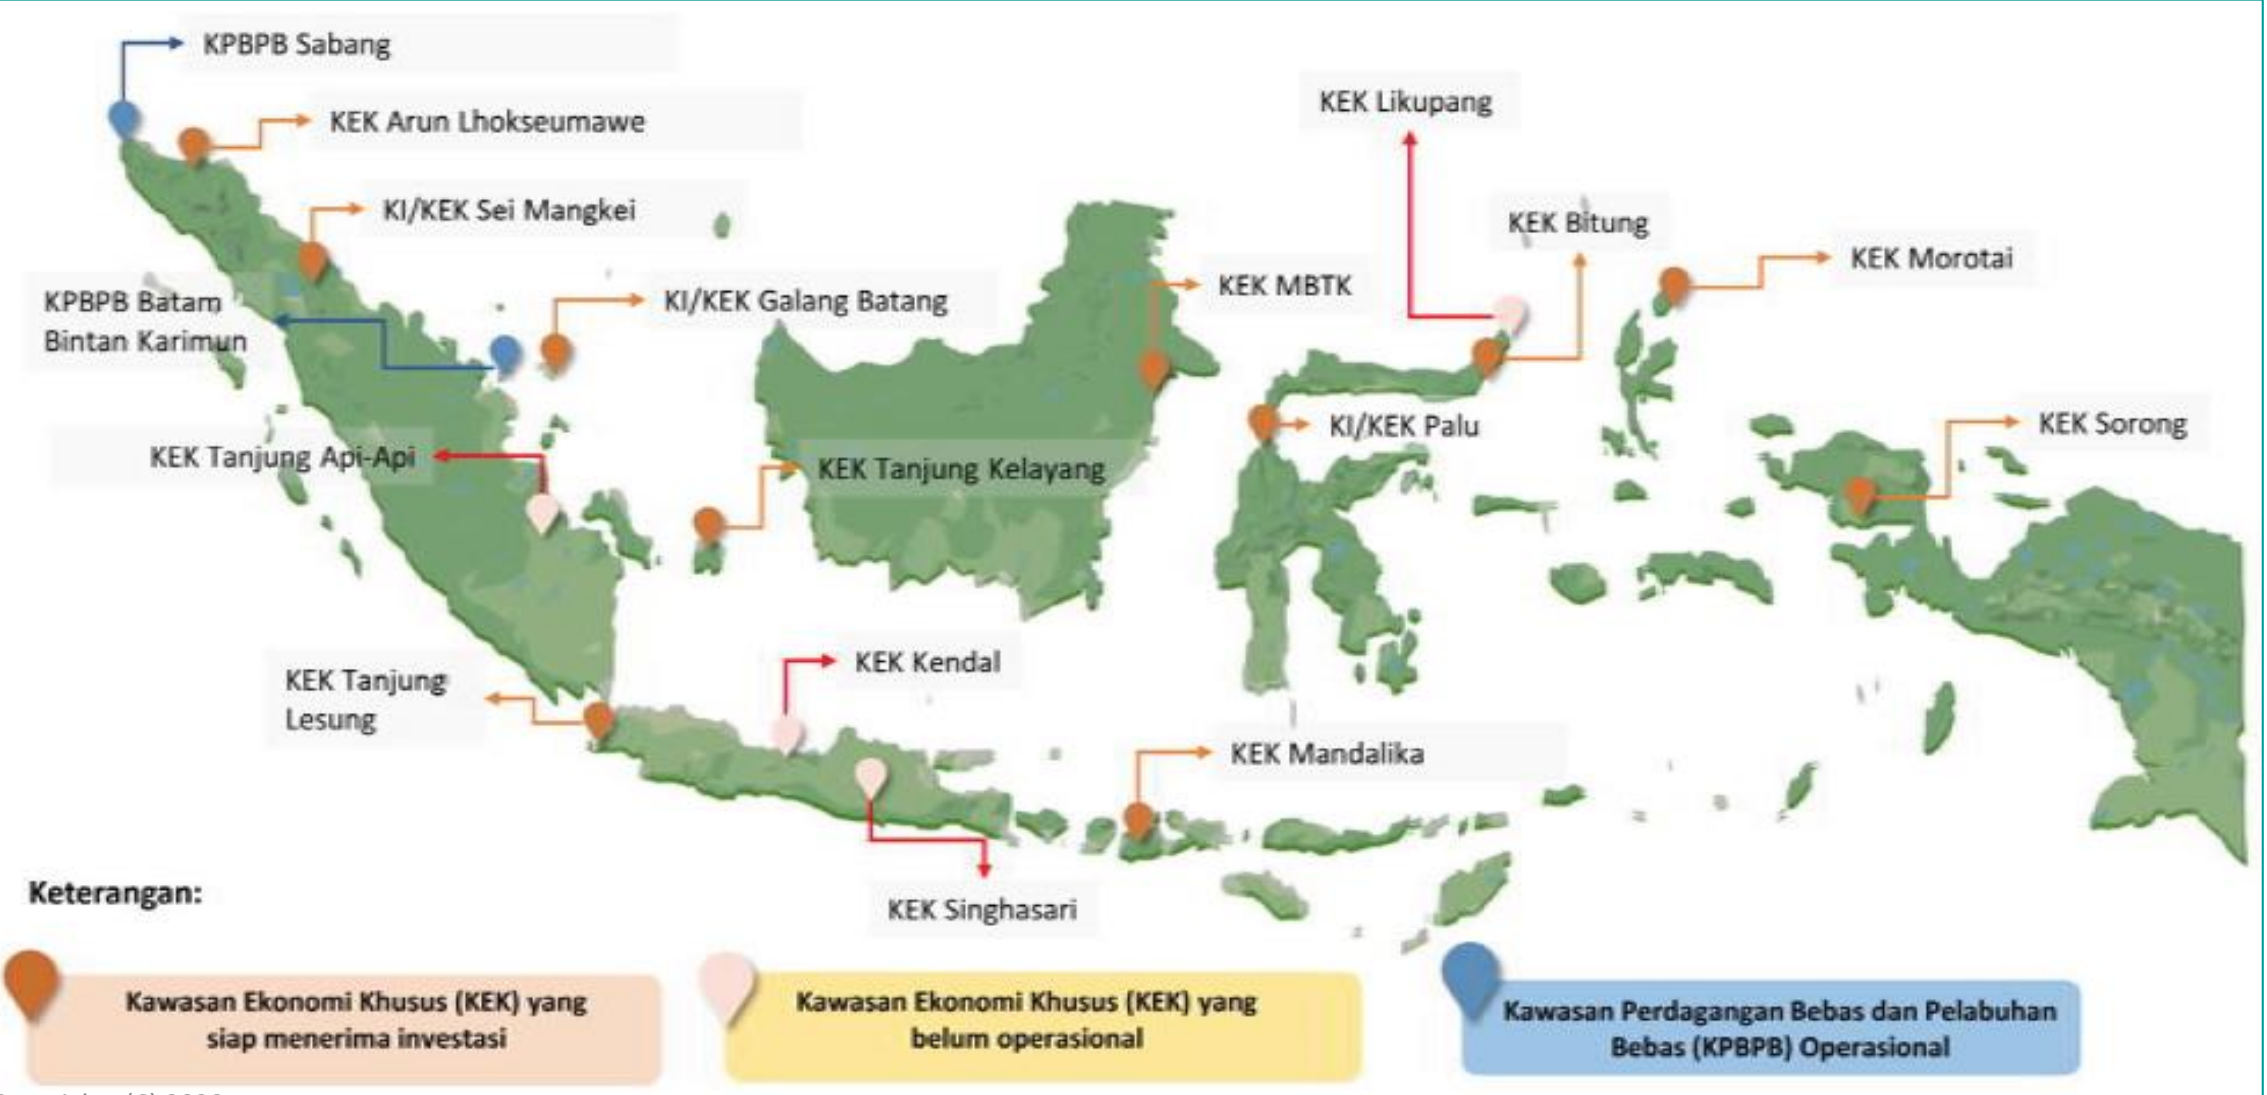 KPBPB Sabang
KEK Arun Lhokseumawe
KEK Likupang
KI/KEK Sei Mangkei
KEK Bitung
KEK Morotai
KPBPB Batam
Bintan Karimun
KI/KEK Galang Batang
KEK MBTK
KEK Tanjung Api-Api
KEK Tanjung Kelayang
KI/KEK Palu
KEK Sorong
KEK Tanjung
Lesung
KEK Kendal
KEK Mandalika
KEK Singhasari
Keterangan:
Kawasan Ekonomi Khusus (KEK) yang
siap menerima investasi
Kawasan Ekonomi Khusus (KEK) yang
belum operasional
Kawasan Perdagangan Bebas dan Pelabuhan
Bebas (KPBPB) Operasional